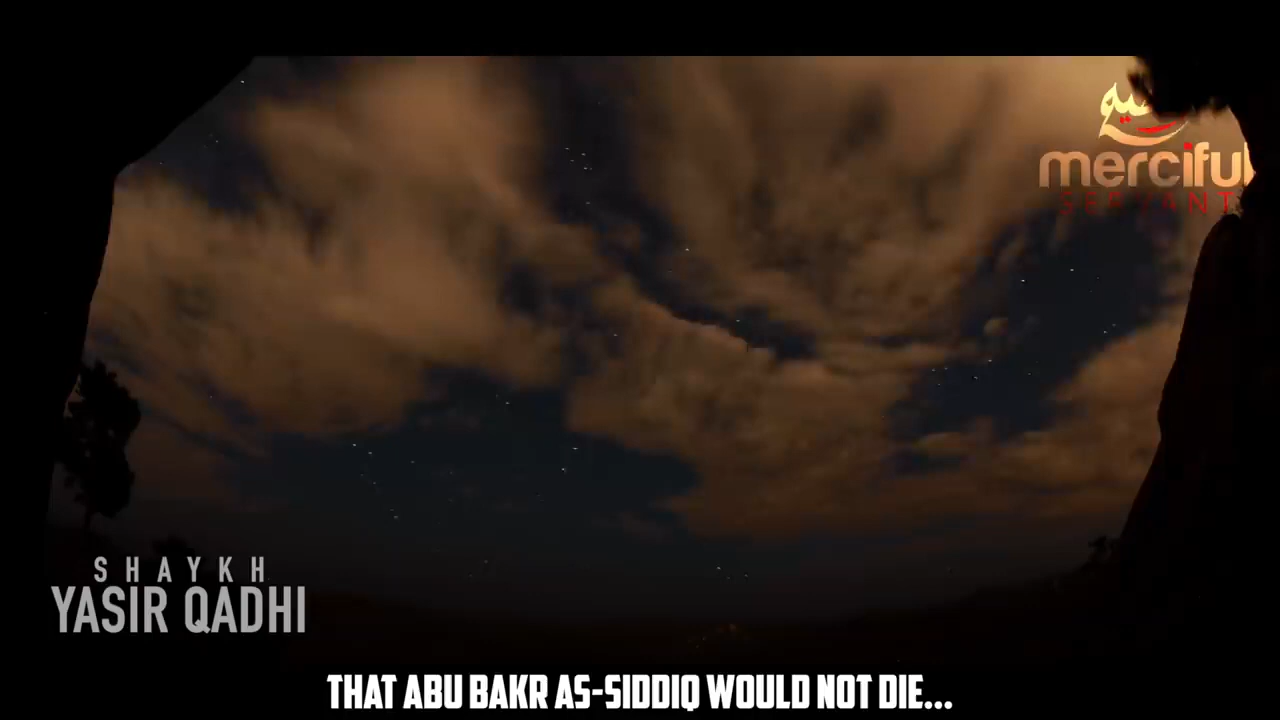 merciful
SERVANT
SHAYKH
YASIR QADHI
THAT ABU BAKR AS-SIDDIQ WOULD NOT DIE...